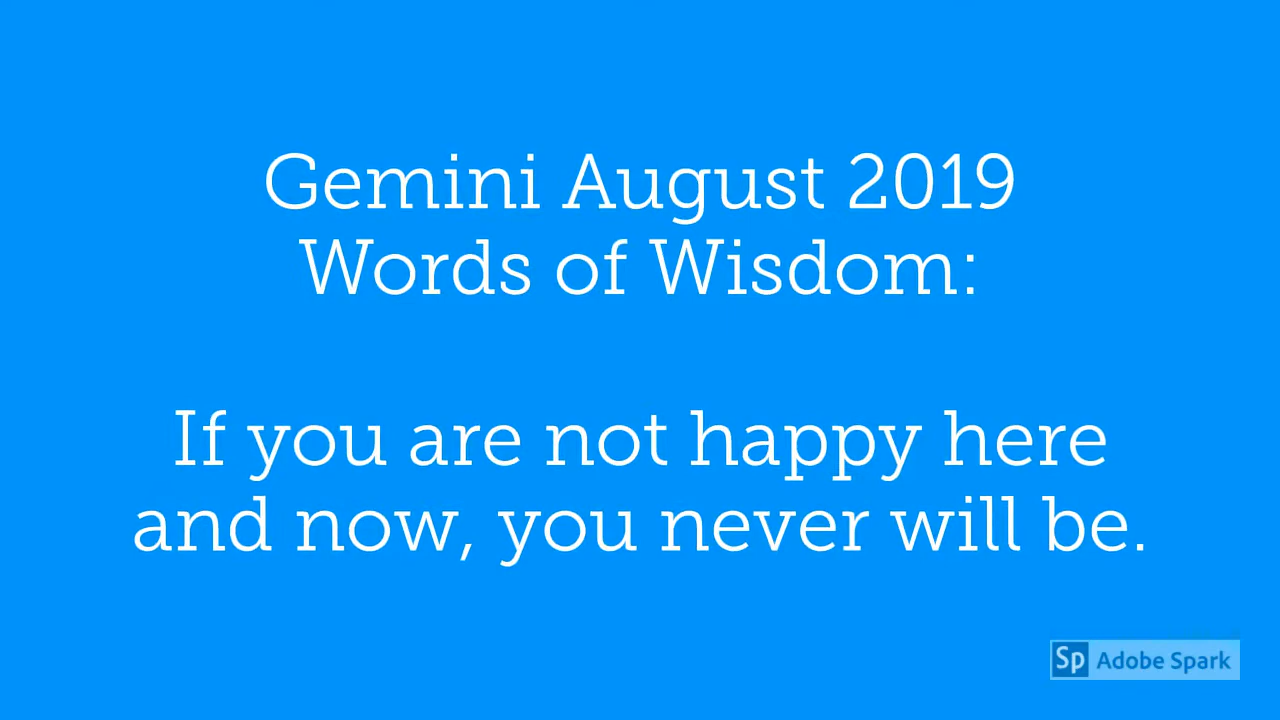 Gemini August 2019
Words of Wisdom:
If you are not happy here
and now, you never will be.
Sp Adobe Spark